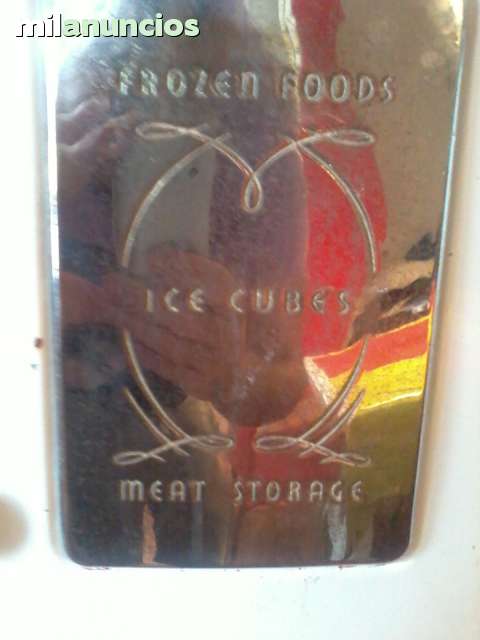 milanuncios
FROZEN FOODS
ICE CUBES
MEAT STORAGE